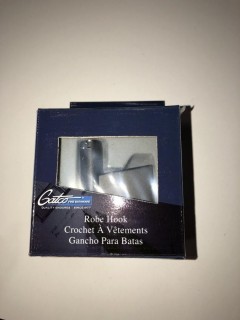 Gatco
Robe Hook
Crochet À Vêtements
Gancho Para Batas